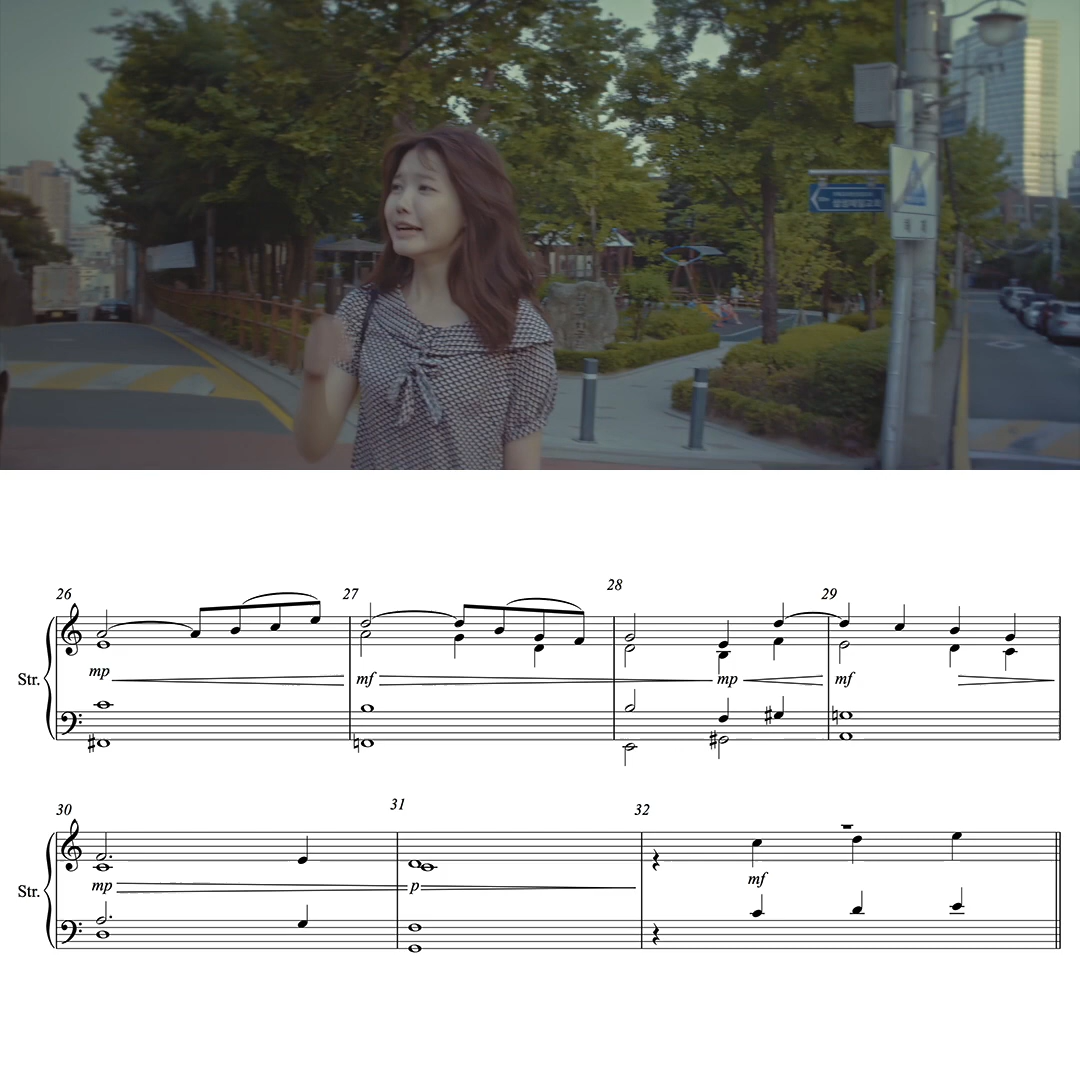 26 27 28 29
Str.
mp mf mp mf
30 31 32
Str.
mp p mf